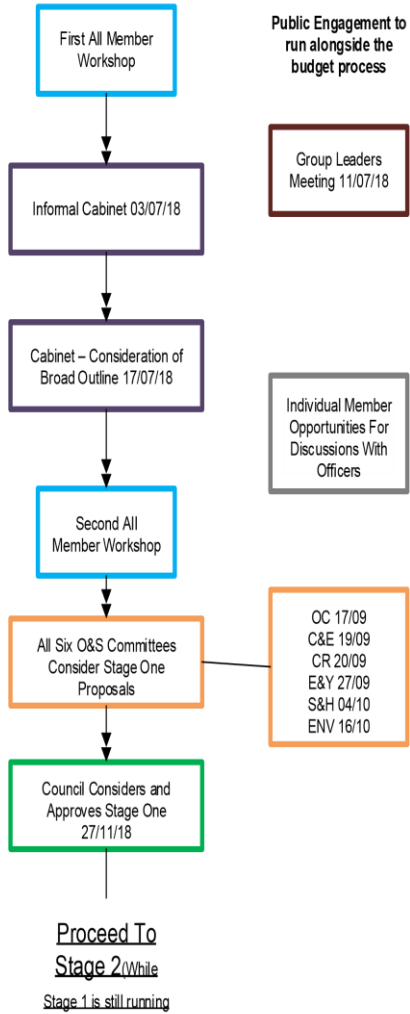 First All Member
Workshop
Public Engagement to
run alongside the
budget process
Group Leaders
Meeting 11/07/18
Informal Cabinet 03/07/18
Cabinet – Consideration of
Broad Outline 17/07/18
Individual Member
Opportunities For
Discussions With
Officers
Second All
Member Workshop
All Six O&S Committees
Consider Stage One
Proposals
OC 17/09
C&E 19/09
CR 20/09
E&Y 27/09
S&H 04/10
ENV 16/10
Council Considers and
Approves Stage One
27/11/18
Proceed To
Stage 2(While
Stage 1 is still running